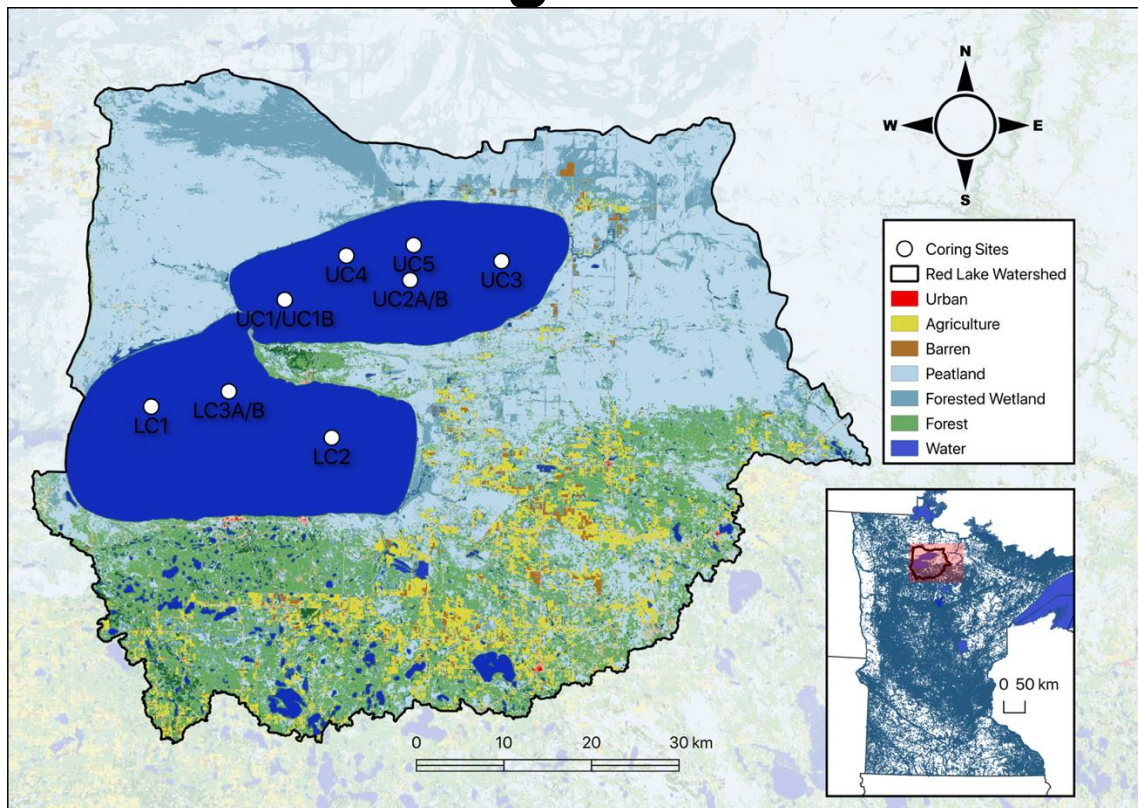 N
W
E
S
UC4
UC5
UC3
UC2A/B
UC1/UC1B
LC3A/B
LC1
LC2
Coring Sites
Red Lake Watershed
Urban
Agriculture
Barren
Peatland
Forested Wetland
Forest
Water
0 50 km
0 10 20 30 km